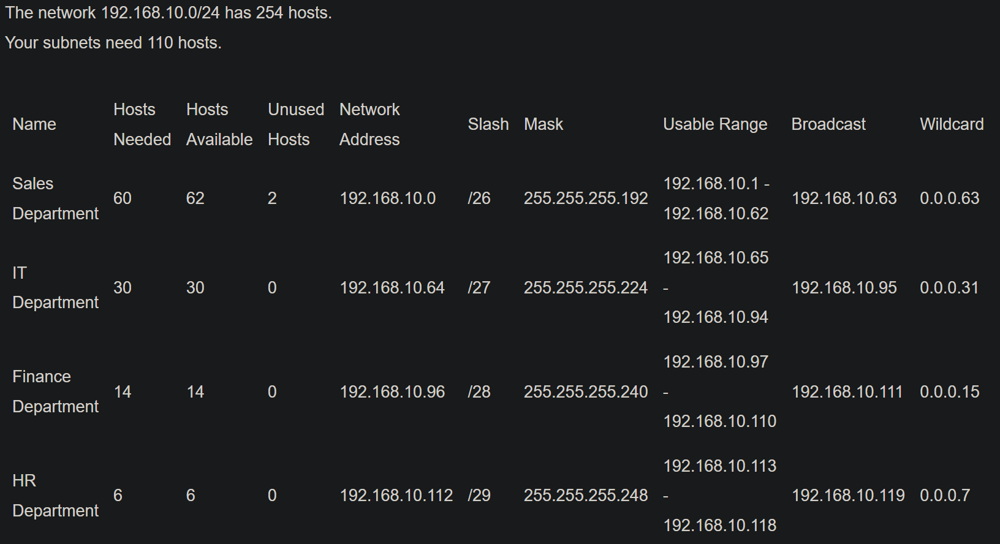 The network 192.168.10.0/24 has 254 hosts.
Your subnets need 110 hosts.
Name Hosts Needed Hosts Available Unused Hosts Network Address Slash Mask Usable Range Broadcast Wildcard
Sales Department 60 62 2 192.168.10.0 /26 255.255.255.192 192.168.10.1 - 192.168.10.62 192.168.10.63 0.0.0.63
IT Department 30 30 0 192.168.10.64 /27 255.255.255.224 192.168.10.65 - 192.168.10.94 192.168.10.95 0.0.0.31
Finance Department 14 14 0 192.168.10.96 /28 255.255.255.240 192.168.10.97 - 192.168.10.110 192.168.10.111 0.0.0.15
HR Department 6 6 0 192.168.10.112 /29 255.255.255.248 192.168.10.113 - 192.168.10.118 192.168.10.119 0.0.0.7